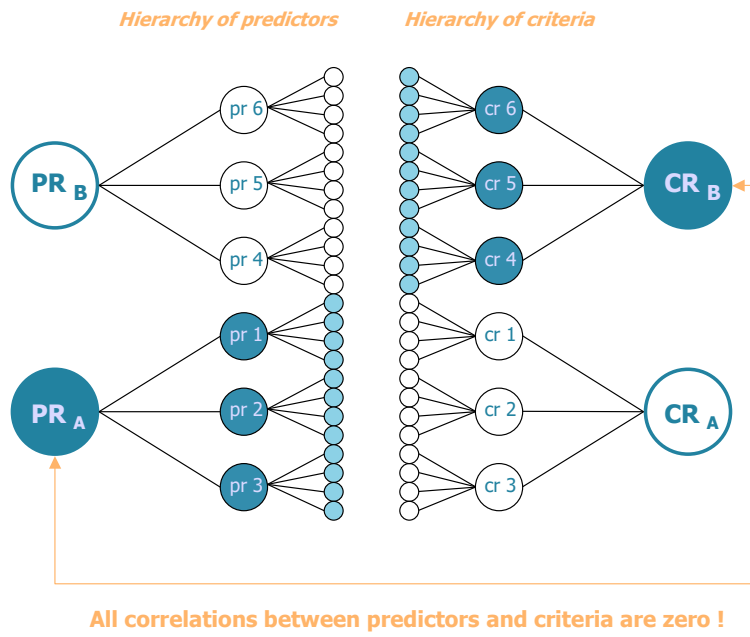 Hierarchy of predictors
Hierarchy of criteria
pr 6
cr 6
PR B
pr 5
cr 5
CR B
pr 4
cr 4
pr 1
cr 1
PR A
pr 2
cr 2
CR A
pr 3
cr 3
All correlations between predictors and criteria are zero !